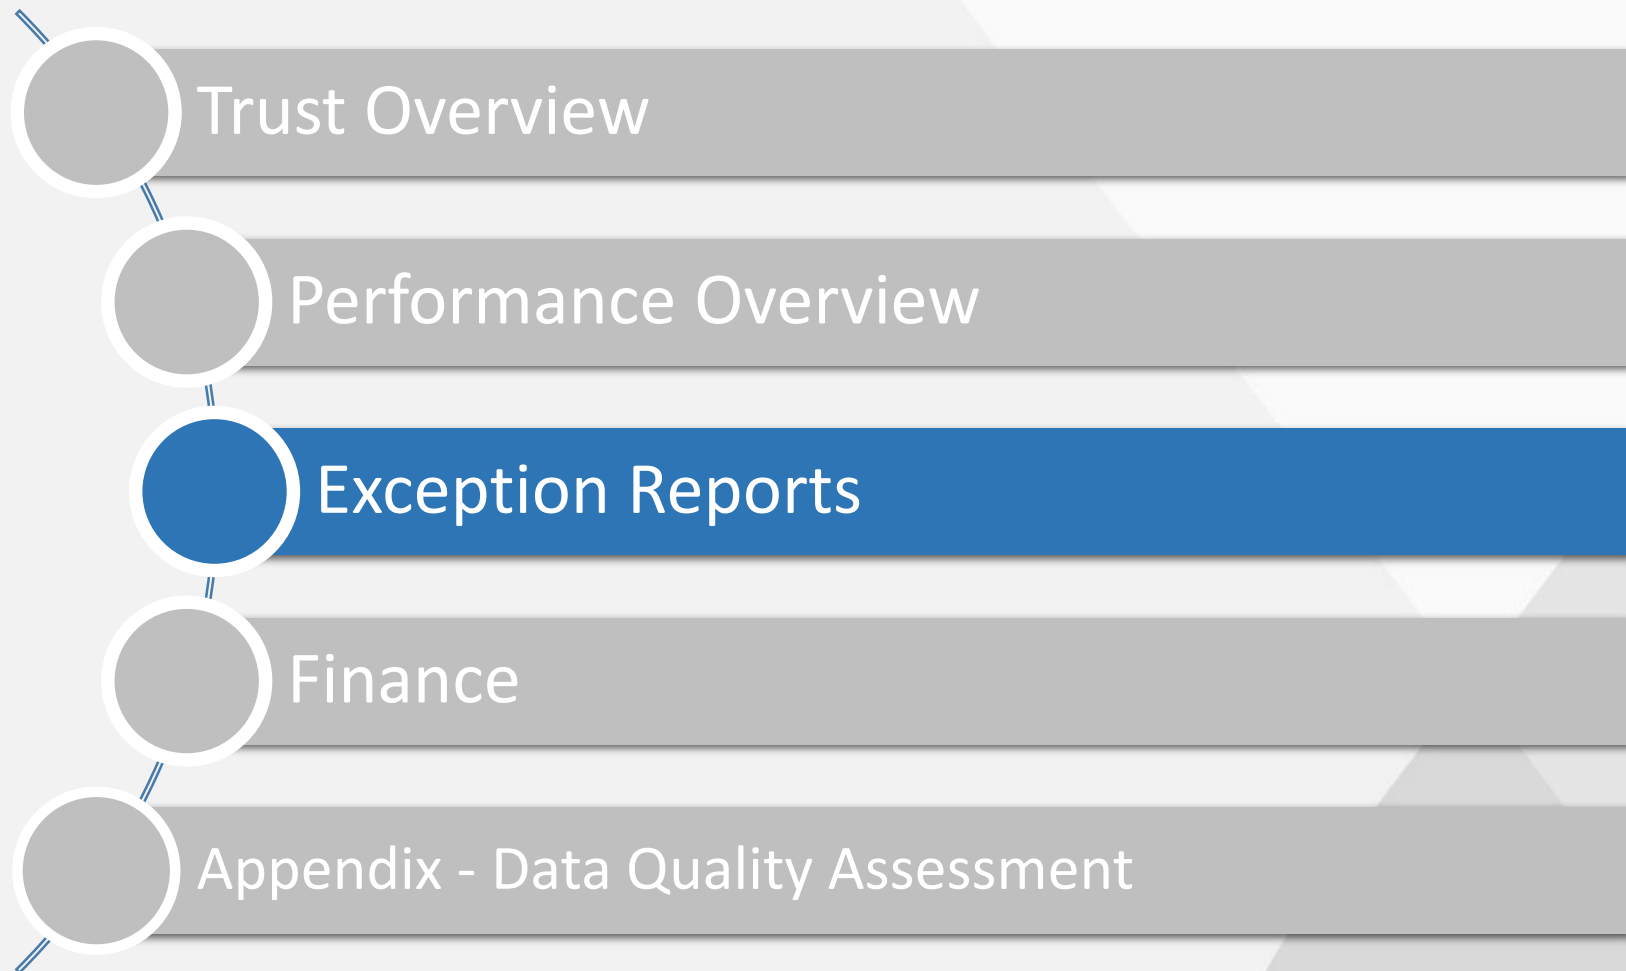 Trust Overview
Performance Overview
Exception Reports
Finance
Appendix - Data Quality Assessment